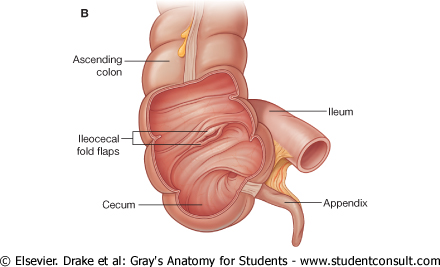 B
Ascending
colon
Ileum
Ileocecal
fold flaps
Cecum
Appendix
© Elsevier. Drake et al: Gray's Anatomy for Students - www.studentconsult.com